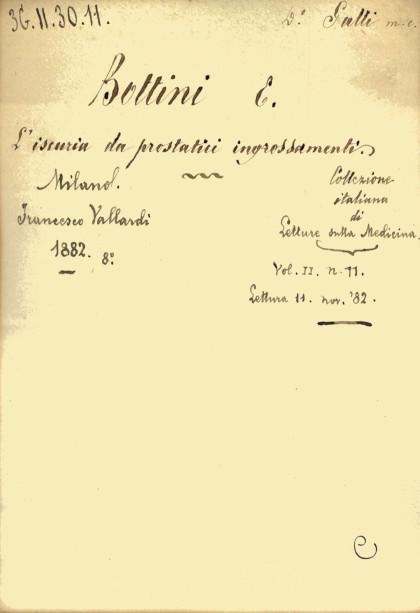 36.II.30.11.
D.º Gatti m.c.
Bottini E.
L'iscuria da prostatici ingrossamenti.
Milano.
Francesco Vallardi
1882. 8.º
Collezione
italiana
di
Letture sulla Medicina.
Vol. II. n. 11.
Lettura 11. nov. '82.
C